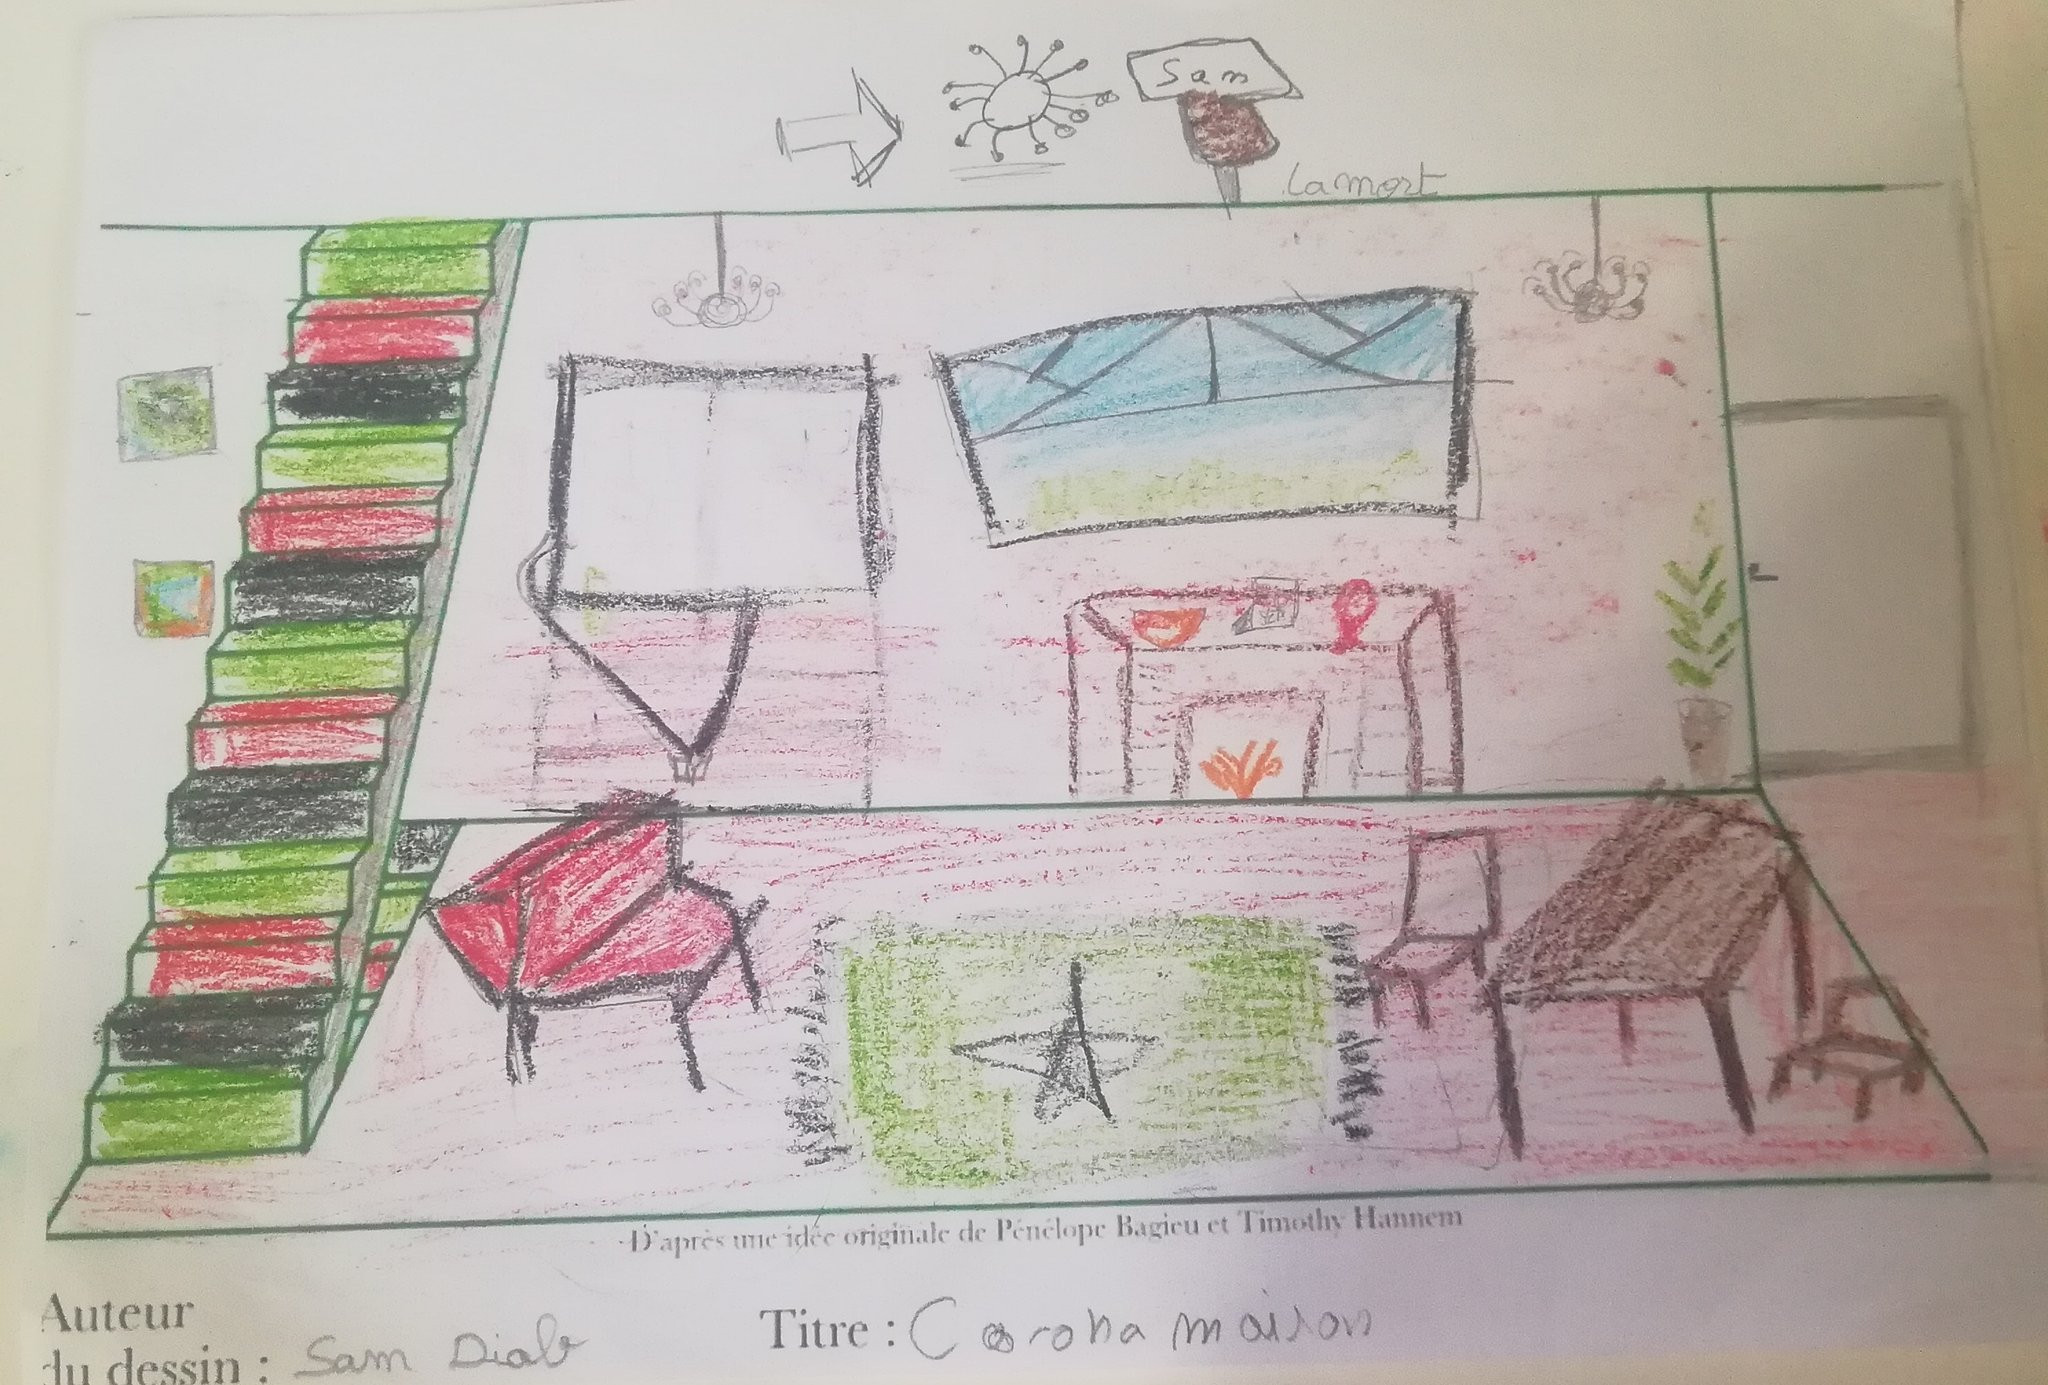 Sam
la mort
D'après une idée originale de Pénélope Bagieu et Timothy Hannem
Auteur
du dessin : Sam Diab
Titre : Corona maison